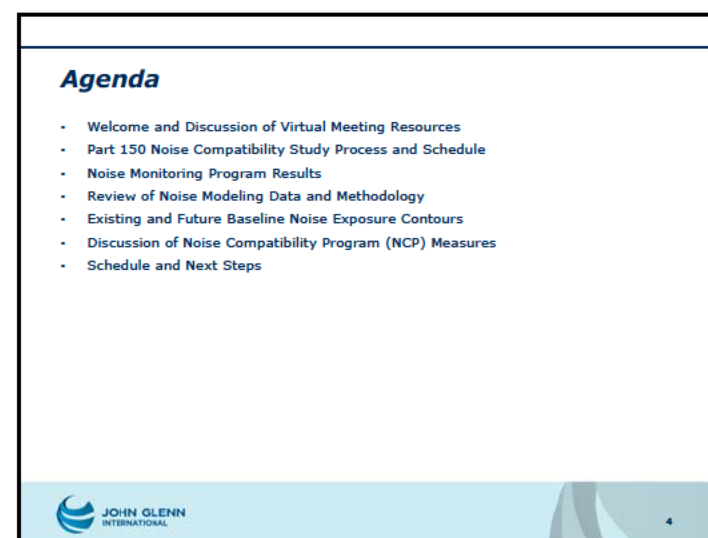 Agenda
· Welcome and Discussion of Virtual Meeting Resources
· Part 150 Noise Compatibility Study Process and Schedule
· Noise Monitoring Program Results
· Review of Noise Modeling Data and Methodology
· Existing and Future Baseline Noise Exposure Contours
· Discussion of Noise Compatibility Program (NCP) Measures
· Schedule and Next Steps
JOHN GLENN
INTERNATIONAL
4